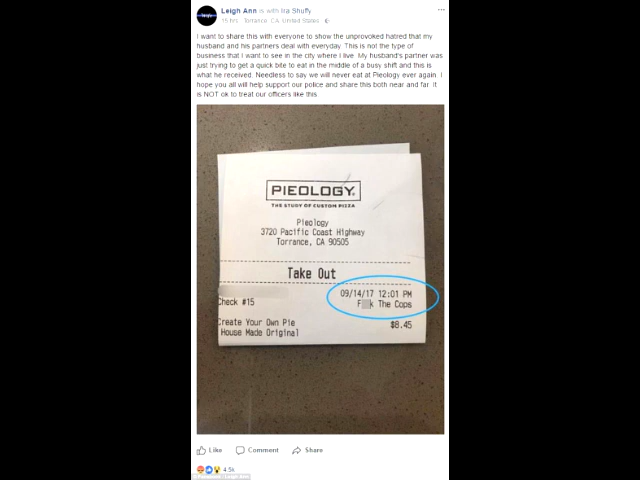 Leigh Ann is with Ira Shuffy
15 hrs · Torrance, CA, United States ·
I want to share this with everyone to show the unprovoked hatred that my
husband and his partners deal with everyday. This is not the type of
business that I want to see in the city where I live. My husband's partner was
just trying to get a quick bite to eat in the middle of a busy shift and this is
what he received. Needless to say we will never eat at Pieology ever again. I
hope you all will help support our police and share this both near and far. It
is NOT ok to treat our officers like this.
PIEOLOGY
THE STUDY OF CUSTOM PIZZA
Pieology
3720 Pacific Coast Highway
Torrance, CA 90505
Take Out
09/14/17 12:01 PM
Check #15
F k The Cops
Create Your Own Pie $8.45
House Made Original
Like Comment Share
4.5k